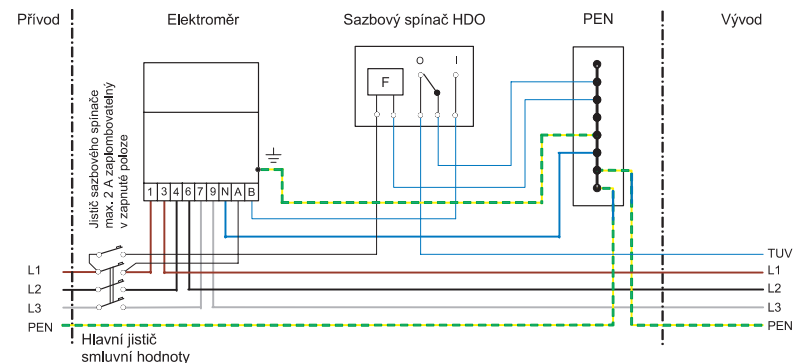 Přívod
Elektroměr
Sazbový spínač HDO
PEN
Vývod
O
I
F
Jistič sazbového spínače
max. 2 A zaplombovatelný
v zapnuté poloze
1 3 4 6 7 9 N A B
TUV
L1
L1
L2
L2
L3
L3
PEN
PEN
Hlavní jistič
smluvní hodnoty